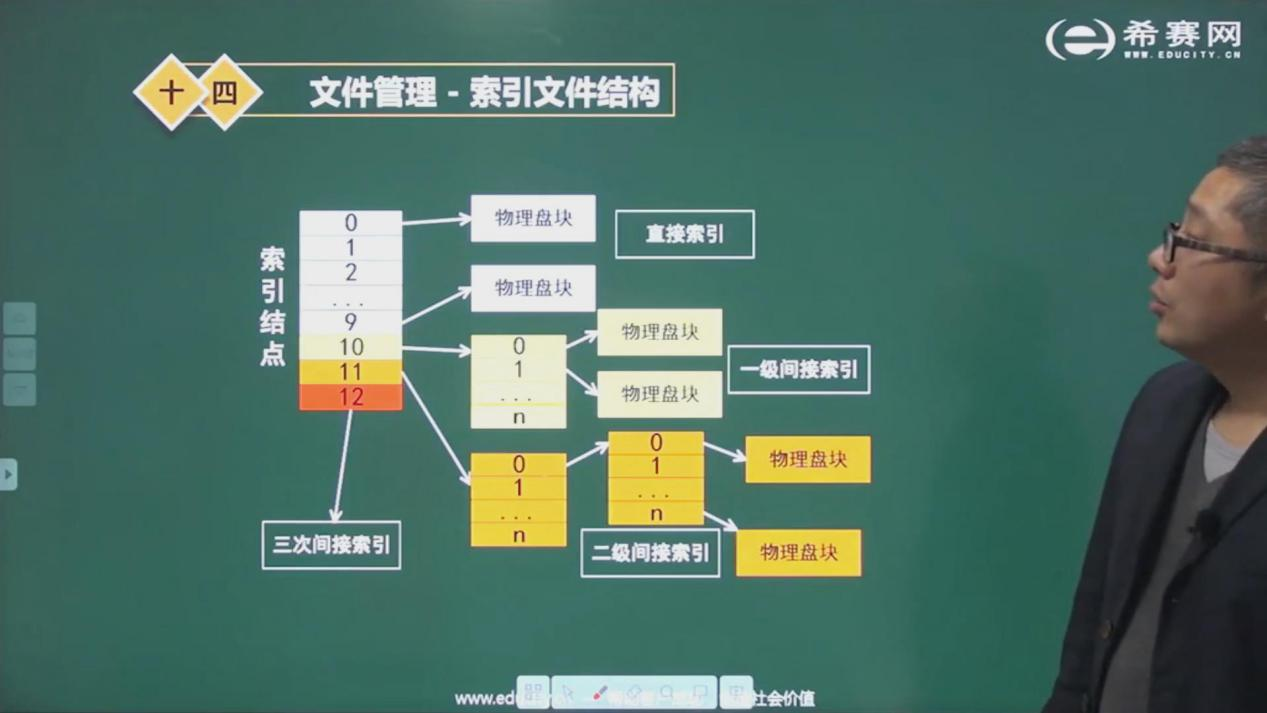 希赛网
WWW.EDUCITY.CN
十 四
文件管理 - 索引文件结构
索引结点
0
1
2
...
9
10
11
12
物理盘块
直接索引
物理盘块
0
1
...
n
物理盘块
物理盘块
一级间接索引
0
1
...
n
0
1
...
n
物理盘块
物理盘块
二级间接索引
三次间接索引
www.edu
社会价值